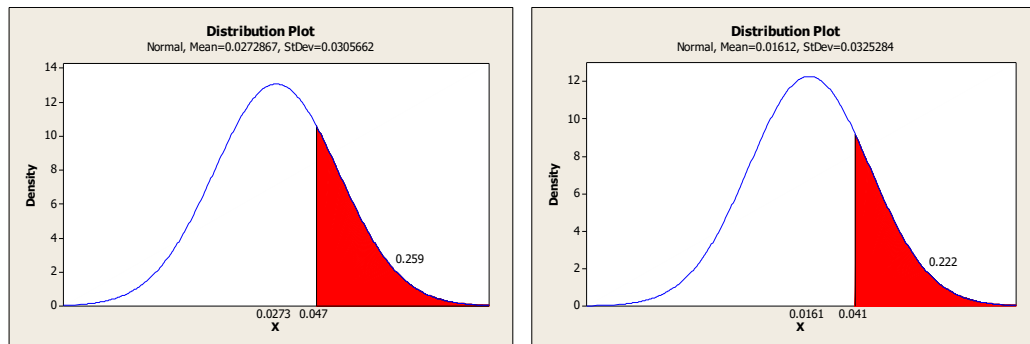 Distribution Plot
Normal, Mean=0.0272867, StDev=0.0305662
14
12
10
8
6
4
2
0
Density
0.259
0.0273 0.047
X
Distribution Plot
Normal, Mean=0.01612, StDev=0.0325284
12
10
8
6
4
2
0
Density
0.222
0.0161 0.041
X